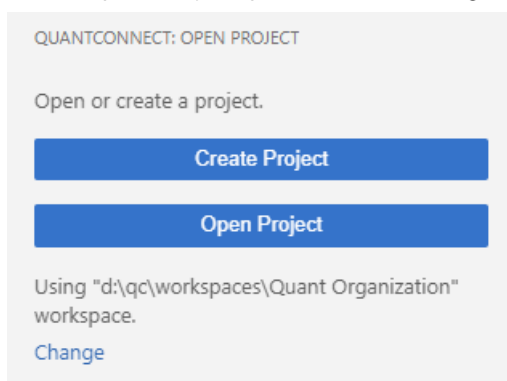 QUANTCONNECT: OPEN PROJECT
Open or create a project.
Create Project
Open Project
Using "d:\qc\workspaces\Quant Organization"
workspace.
Change